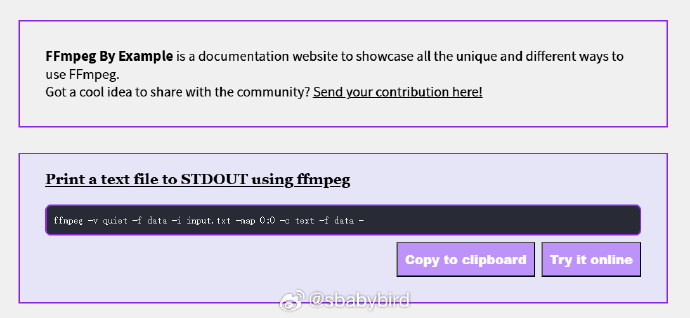 FFmpeg By Example is a documentation website to showcase all the unique and different ways to
use FFmpeg.
Got a cool idea to share with the community? Send your contribution here!
Print a text file to STDOUT using ffmpeg
ffmpeg -v quiet -f data -i input.txt -map 0:0 -c text -f data -
Copy to clipboard
Try it online
@sbabybird